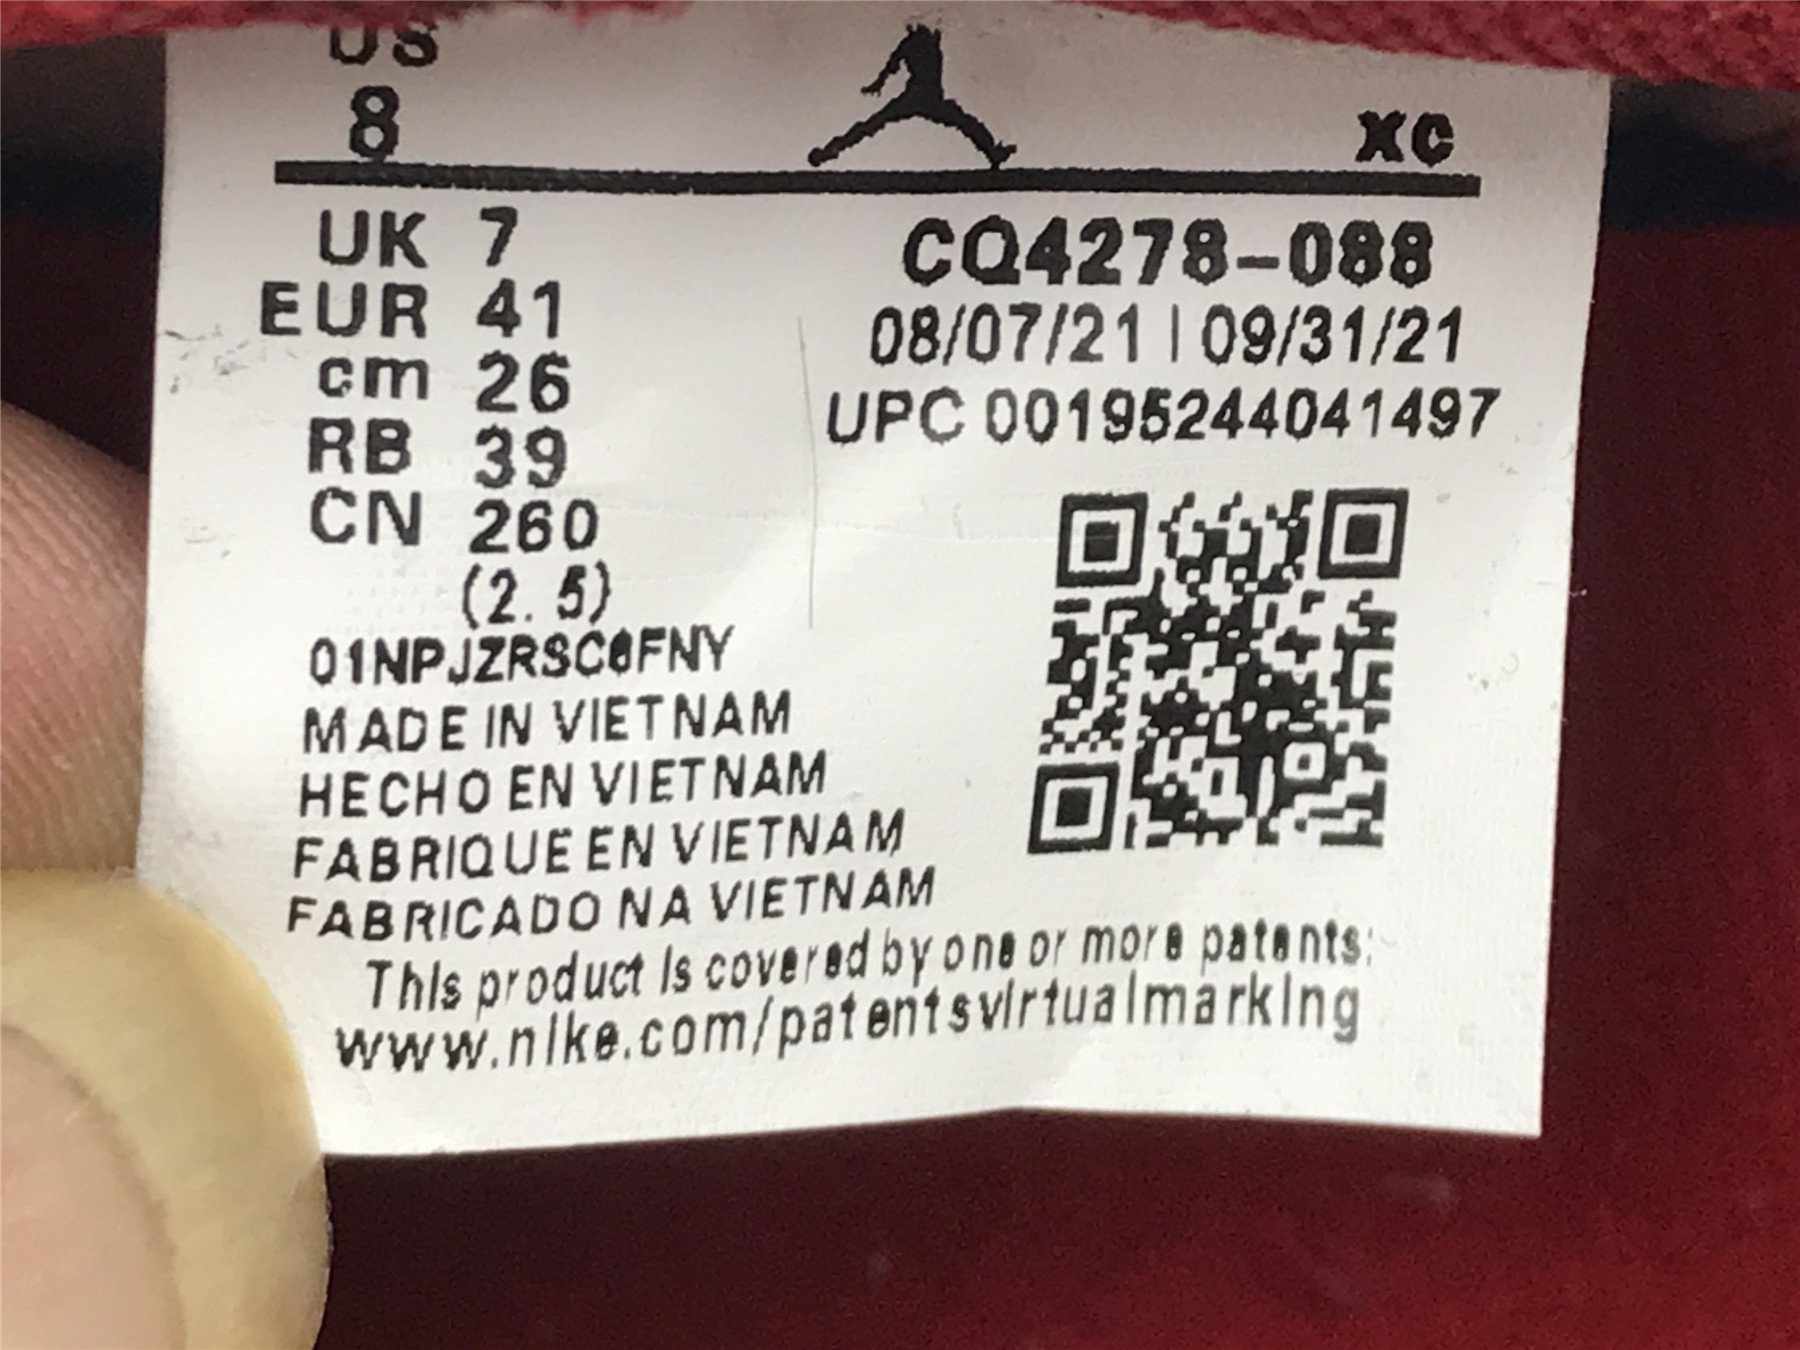 US
8
XC
UK 7
EUR 41
cm 26
RB 39
CN 260
(2.5)
CQ4278-088
08/07/21 | 09/31/21
UPC 00195244041497
01NPJZRSC6FNY
MADE IN VIETNAM
HECHO EN VIETNAM
FABRIQUE EN VIETNAM
FABRICADO NA VIETNAM
This product is covered by one or more patents:
www.nike.com/patentsvirtualmarking